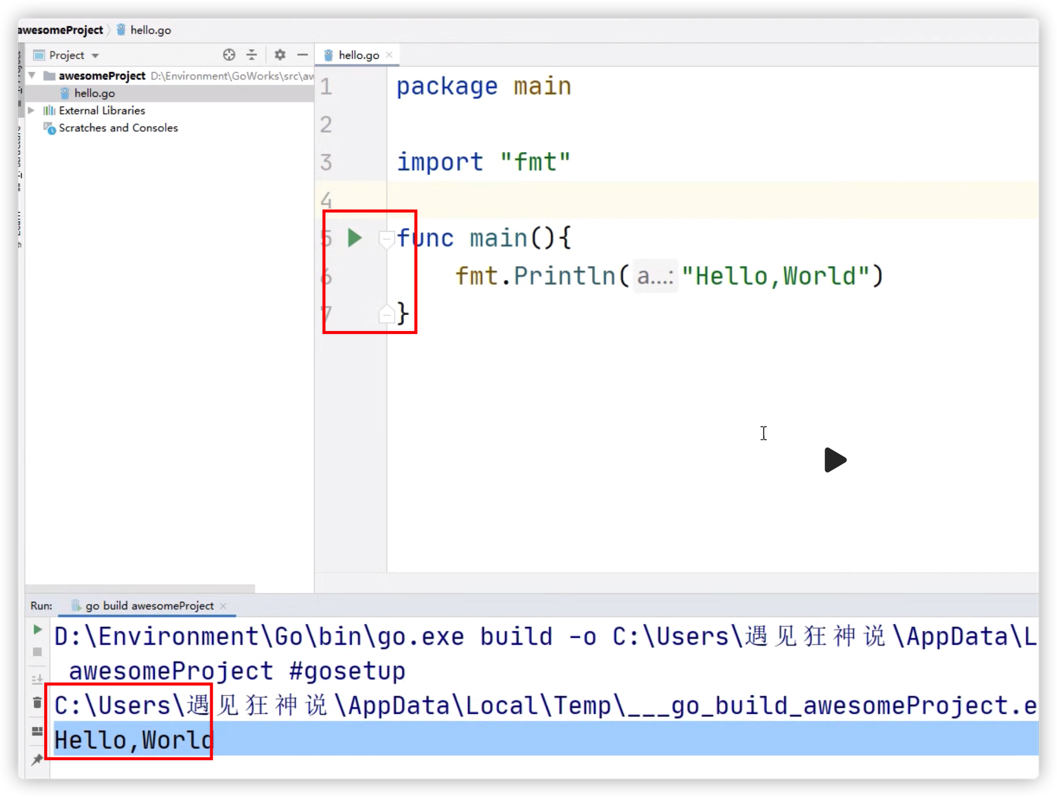 awesomeProject hello.go
Project
hello.go
awesomeProject D:\Environment\GoWorks\src\aw
hello.go
External Libraries
Scratches and Consoles
1 package main
2
3 import "fmt"
4
5 func main(){
6 fmt.Println( a...: "Hello,World")
7 }
Run: go build awesomeProject
D:\Environment\Go\bin\go.exe build -o C:\Users\遇见狂神说\AppData\L
awesomeProject #gosetup
C:\Users\遇见狂神说\AppData\Local\Temp\___go_build_awesomeProject.e
Hello,World